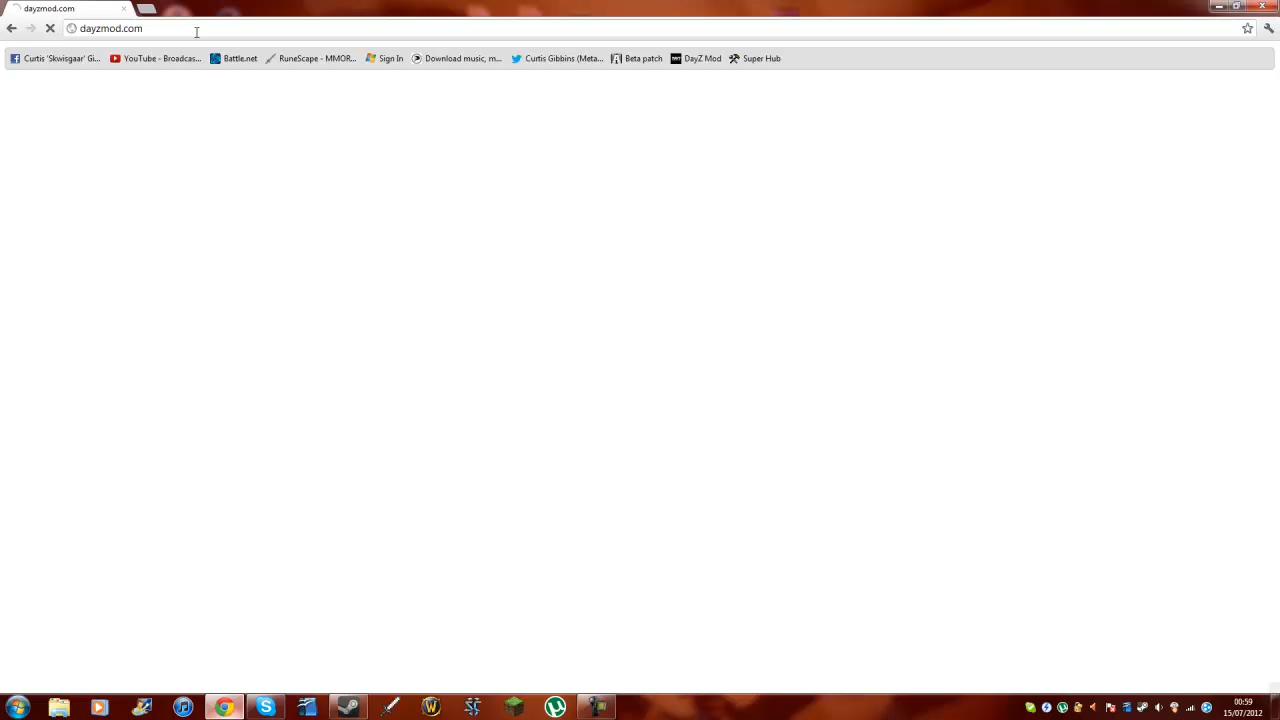 dayzmod.com
dayzmod.com
Curtis 'Skwisgaar' Gi... YouTube - Broadcas... Battle.net RuneScape - MMOR... Sign In Download music, m... Curtis Gibbins (Meta... Beta patch DayZ Mod Super Hub
00:59
15/07/2012